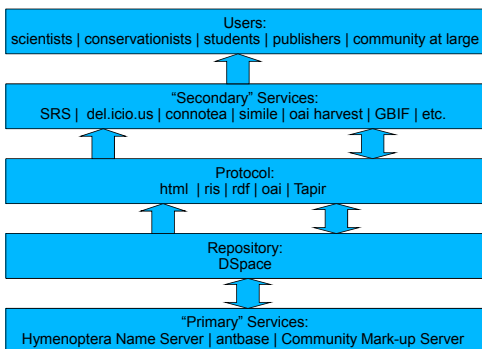 Users:
scientists | conservationists | students | publishers | community at large
“Secondary” Services:
SRS | del.icio.us | connotea | simile | oai harvest | GBIF | etc.
Protocol:
html | ris | rdf | oai | Tapir
Repository:
DSpace
“Primary” Services:
Hymenoptera Name Server | antbase | Community Mark-up Server